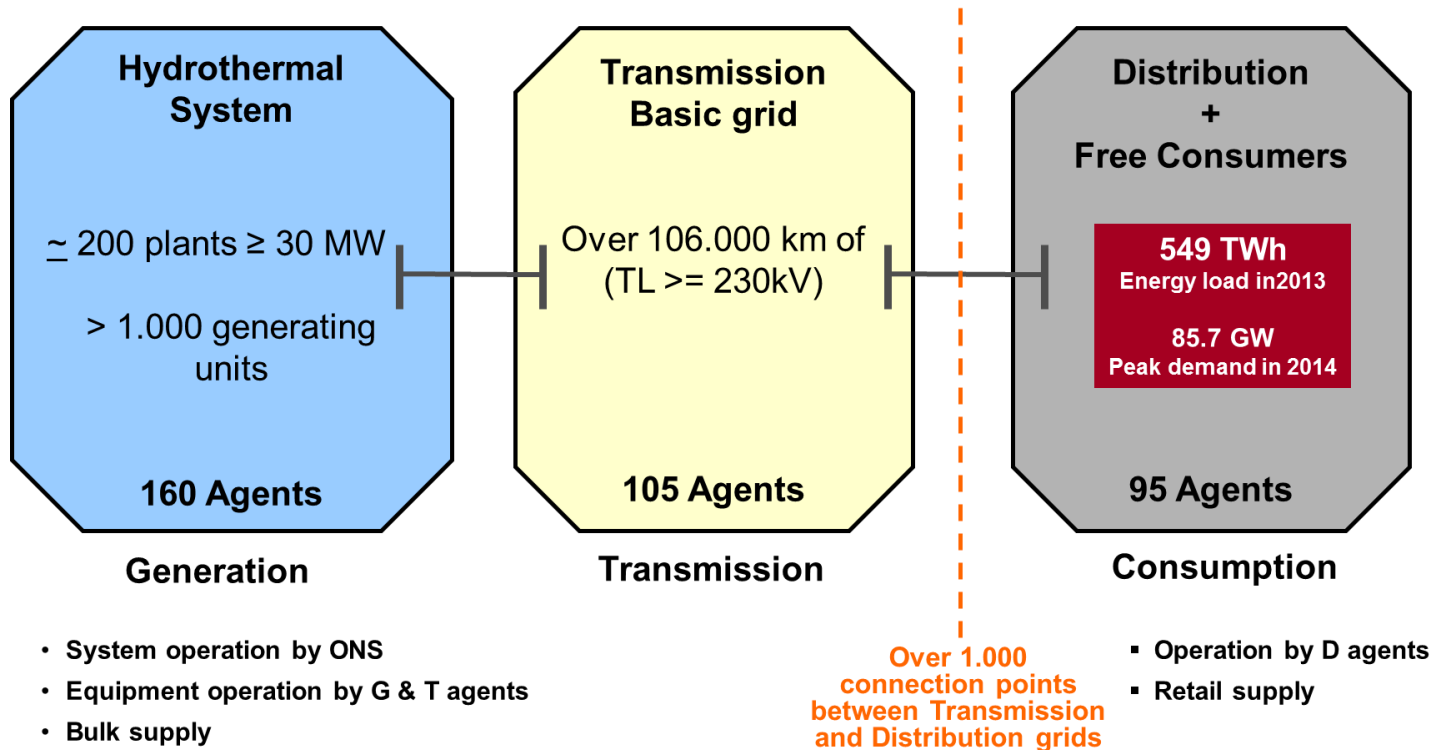 Hydrothermal
System
~ 200 plants ≥ 30 MW
> 1.000 generating
units
160 Agents
Generation
Transmission
Basic grid
Over 106.000 km of
(TL >= 230kV)
105 Agents
Transmission
Distribution
+
Free Consumers
549 TWh
Energy load in2013
85.7 GW
Peak demand in 2014
95 Agents
Consumption
• System operation by ONS
• Equipment operation by G & T agents
• Bulk supply
Over 1.000
connection points
between Transmission
and Distribution grids
▪ Operation by D agents
▪ Retail supply